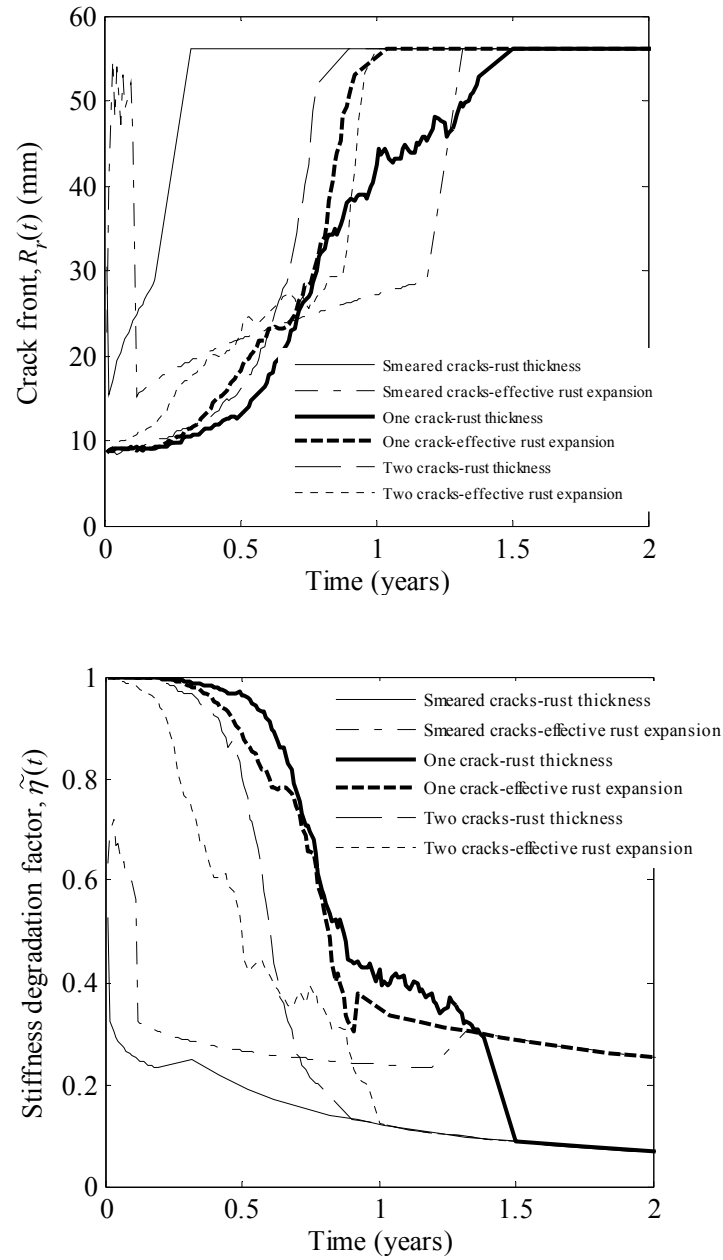 60
50
40
30
20
10
0
Crack front, R_r(t) (mm)
Smeared cracks-rust thickness
Smeared cracks-effective rust expansion
One crack-rust thickness
One crack-effective rust expansion
Two cracks-rust thickness
Two cracks-effective rust expansion
0 0.5 1 1.5 2
Time (years)
1
0.8
0.6
0.4
0.2
0
Stiffness degradation factor, η̃(t)
Smeared cracks-rust thickness
Smeared cracks-effective rust expansion
One crack-rust thickness
One crack-effective rust expansion
Two cracks-rust thickness
Two cracks-effective rust expansion
0 0.5 1 1.5 2
Time (years)